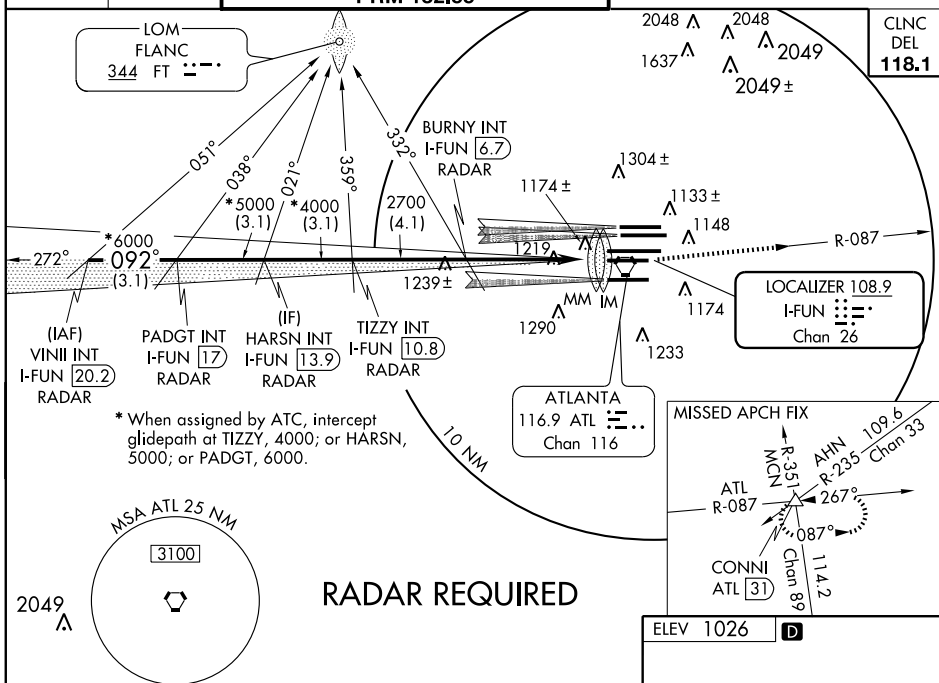 LOM
FLANC
344 FT
2048
2048
2049
1637
2049±
CLNC
DEL
118.1
051°
038°
021°
359°
332°
BURNY INT
I-FUN 6.7
RADAR
1304±
1174±
1133±
1148
*5000
(3.1)
*4000
(3.1)
2700
(4.1)
*6000
272°
092°
(3.1)
1219
1239±
R-087
MM
IM
1290
1174
1233
LOCALIZER 108.9
I-FUN
Chan 26
(IAF)
VINII INT
I-FUN 20.2
RADAR
PADGT INT
I-FUN 17
RADAR
(IF)
HARSN INT
I-FUN 13.9
RADAR
TIZZY INT
I-FUN 10.8
RADAR
ATLANTA
116.9 ATL
Chan 116
* When assigned by ATC, intercept
glidepath at TIZZY, 4000; or HARSN,
5000; or PADGT, 6000.
10 NM
MISSED APCH FIX
R-351
MCN
AHN 109.6
R-235 Chan 33
ATL
R-087
267°
087°
CONNI
ATL 31
114.2
Chan 89
MSA ATL 25 NM
3100
2049
RADAR REQUIRED
ELEV 1026 D